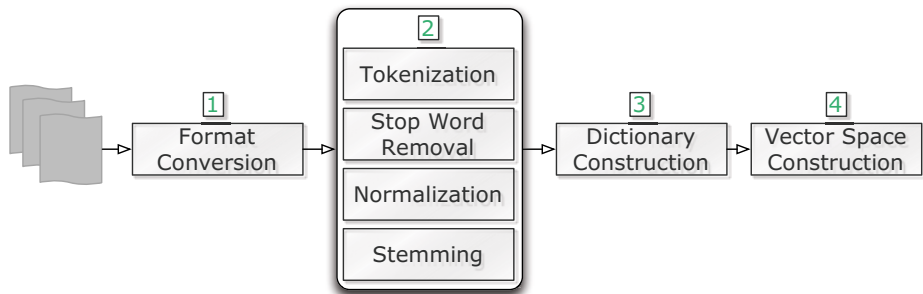 1
Format
Conversion
2
Tokenization
Stop Word
Removal
Normalization
Stemming
3
Dictionary
Construction
4
Vector Space
Construction